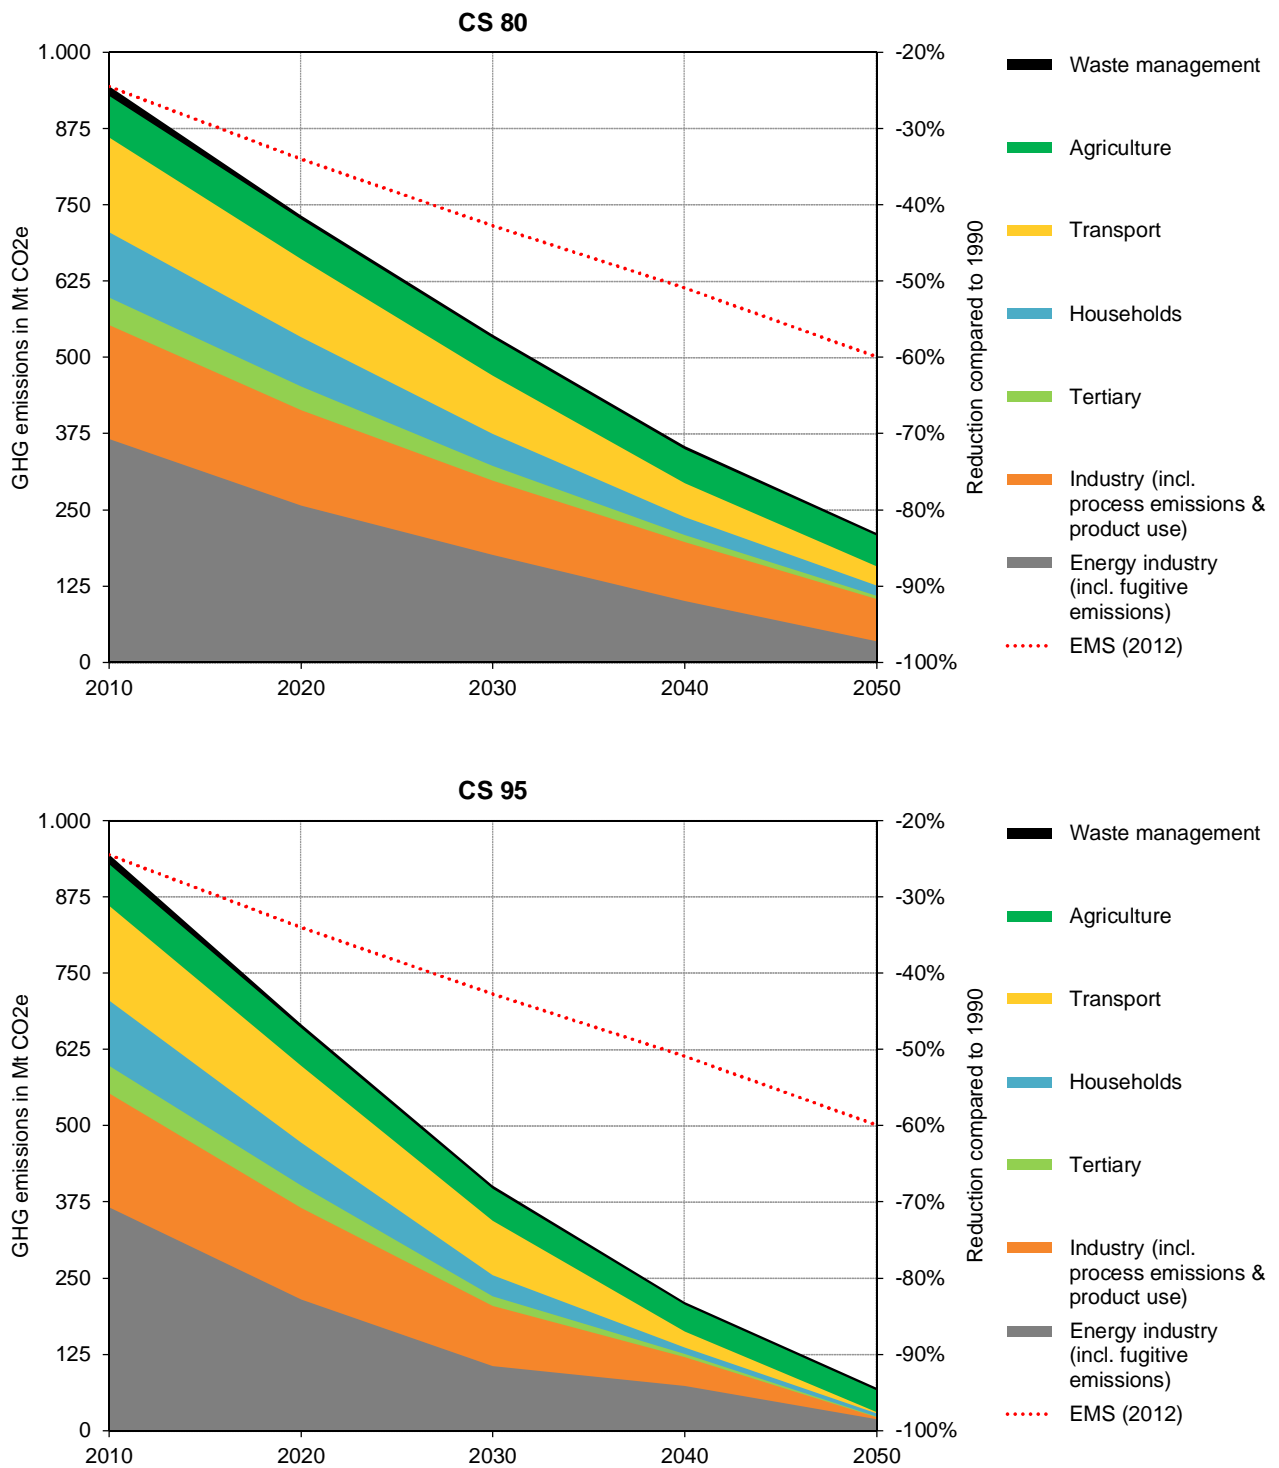 CS 80
GHG emissions in Mt CO2e
1.000
875
750
625
500
375
250
125
0
2010
2020
2030
2040
2050
-20%
-30%
-40%
-50%
-60%
-70%
-80%
-90%
-100%
Reduction compared to 1990
Waste management
Agriculture
Transport
Households
Tertiary
Industry (incl.
process emissions &
product use)
Energy industry
(incl. fugitive
emissions)
EMS (2012)
CS 95
GHG emissions in Mt CO2e
1.000
875
750
625
500
375
250
125
0
2010
2020
2030
2040
2050
-20%
-30%
-40%
-50%
-60%
-70%
-80%
-90%
-100%
Reduction compared to 1990
Waste management
Agriculture
Transport
Households
Tertiary
Industry (incl.
process emissions &
product use)
Energy industry
(incl. fugitive
emissions)
EMS (2012)